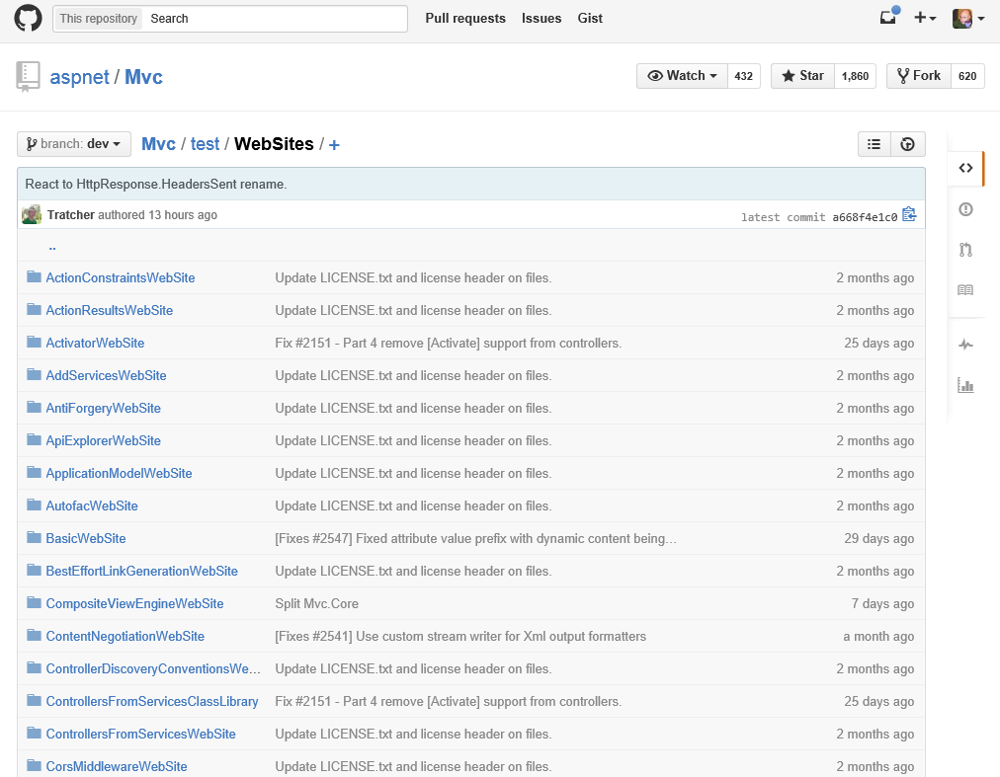 This repository Search Pull requests Issues Gist
aspnet / Mvc Watch 432 Star 1,860 Fork 620
branch: dev Mvc / test / WebSites / +
React to HttpResponse.HeadersSent rename.
Tratcher authored 13 hours ago latest commit a668f4e1c0
..
ActionConstraintsWebSite Update LICENSE.txt and license header on files. 2 months ago
ActionResultsWebSite Update LICENSE.txt and license header on files. 2 months ago
ActivatorWebSite Fix #2151 - Part 4 remove [Activate] support from controllers. 25 days ago
AddServicesWebSite Update LICENSE.txt and license header on files. 2 months ago
AntiForgeryWebSite Update LICENSE.txt and license header on files. 2 months ago
ApiExplorerWebSite Update LICENSE.txt and license header on files. 2 months ago
ApplicationModelWebSite Update LICENSE.txt and license header on files. 2 months ago
AutofacWebSite Update LICENSE.txt and license header on files. 2 months ago
BasicWebSite [Fixes #2547] Fixed attribute value prefix with dynamic content being… 29 days ago
BestEffortLinkGenerationWebSite Update LICENSE.txt and license header on files. 2 months ago
CompositeViewEngineWebSite Split Mvc.Core 7 days ago
ContentNegotiationWebSite [Fixes #2541] Use custom stream writer for Xml output formatters a month ago
ControllerDiscoveryConventionsWe… Update LICENSE.txt and license header on files. 2 months ago
ControllersFromServicesClassLibrary Fix #2151 - Part 4 remove [Activate] support from controllers. 25 days ago
ControllersFromServicesWebSite Update LICENSE.txt and license header on files. 2 months ago
CorsMiddlewareWebSite Update LICENSE.txt and license header on files. 2 months ago